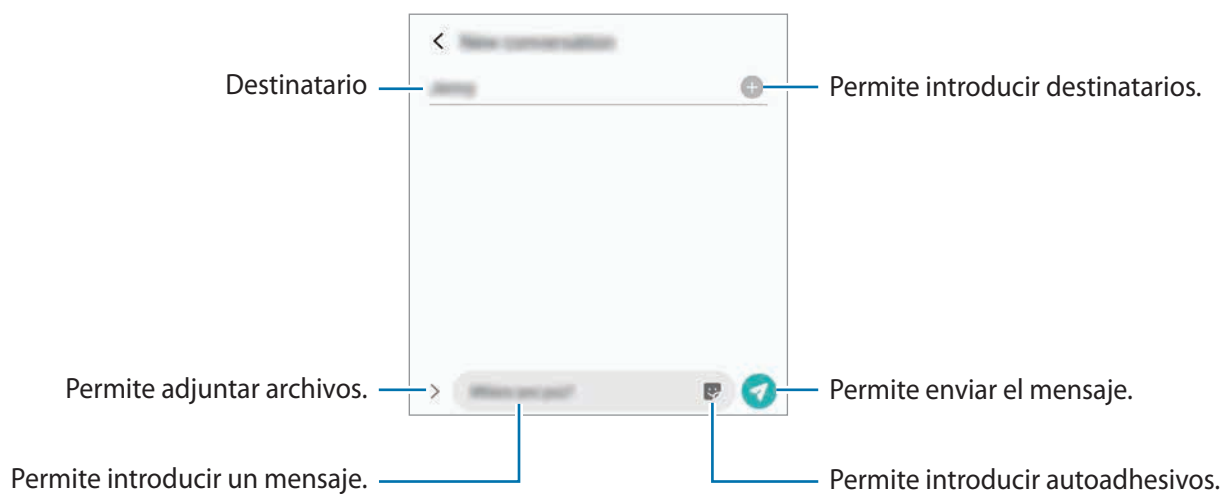 Destinatario
Permite introducir destinatarios.
Permite adjuntar archivos.
Permite enviar el mensaje.
Permite introducir un mensaje.
Permite introducir autoadhesivos.